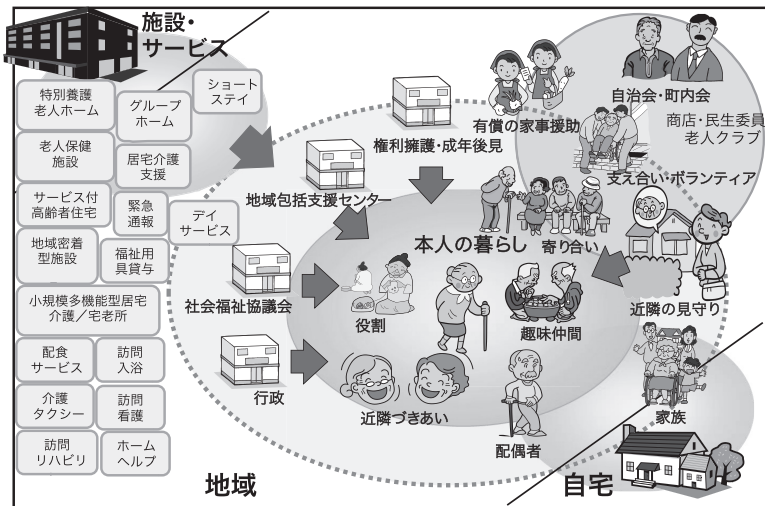 施設・
サービス
特別養護
老人ホーム
グループ
ホーム
ショート
ステイ
老人保健
施設
居宅介護
支援
サービス付
高齢者住宅
緊急
通報
デイ
サービス
地域密着
型施設
福祉用
具貸与
小規模多機能型居宅
介護／宅老所
配食
サービス
訪問
入浴
介護
タクシー
訪問
看護
訪問
リハビリ
ホーム
ヘルプ
権利擁護・成年後見
地域包括支援センター
社会福祉協議会
行政
有償の家事援助
自治会・町内会
商店・民生委員
老人クラブ
支え合い・ボランティア
本人の暮らし
寄り合い
役割
趣味仲間
近隣づきあい
配偶者
近隣の見守り
家族
地域
自宅